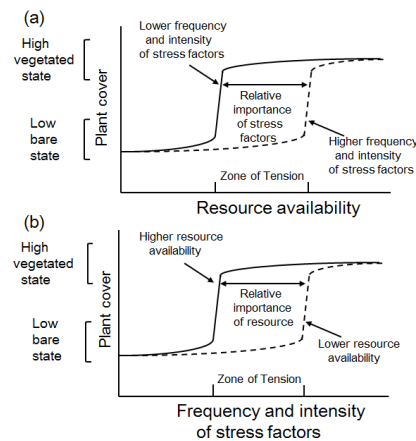 (a)
High
vegetated
state
Low
bare
state
Plant cover
Lower frequency
and intensity
of stress factors
Relative
importance
of stress
factors
Higher frequency
and intensity
of stress factors
Zone of Tension
Resource availability
(b)
High
vegetated
state
Low
bare
state
Plant cover
Higher resource
availability
Relative
importance
of resource
Lower resource
availability
Zone of Tension
Frequency and intensity
of stress factors